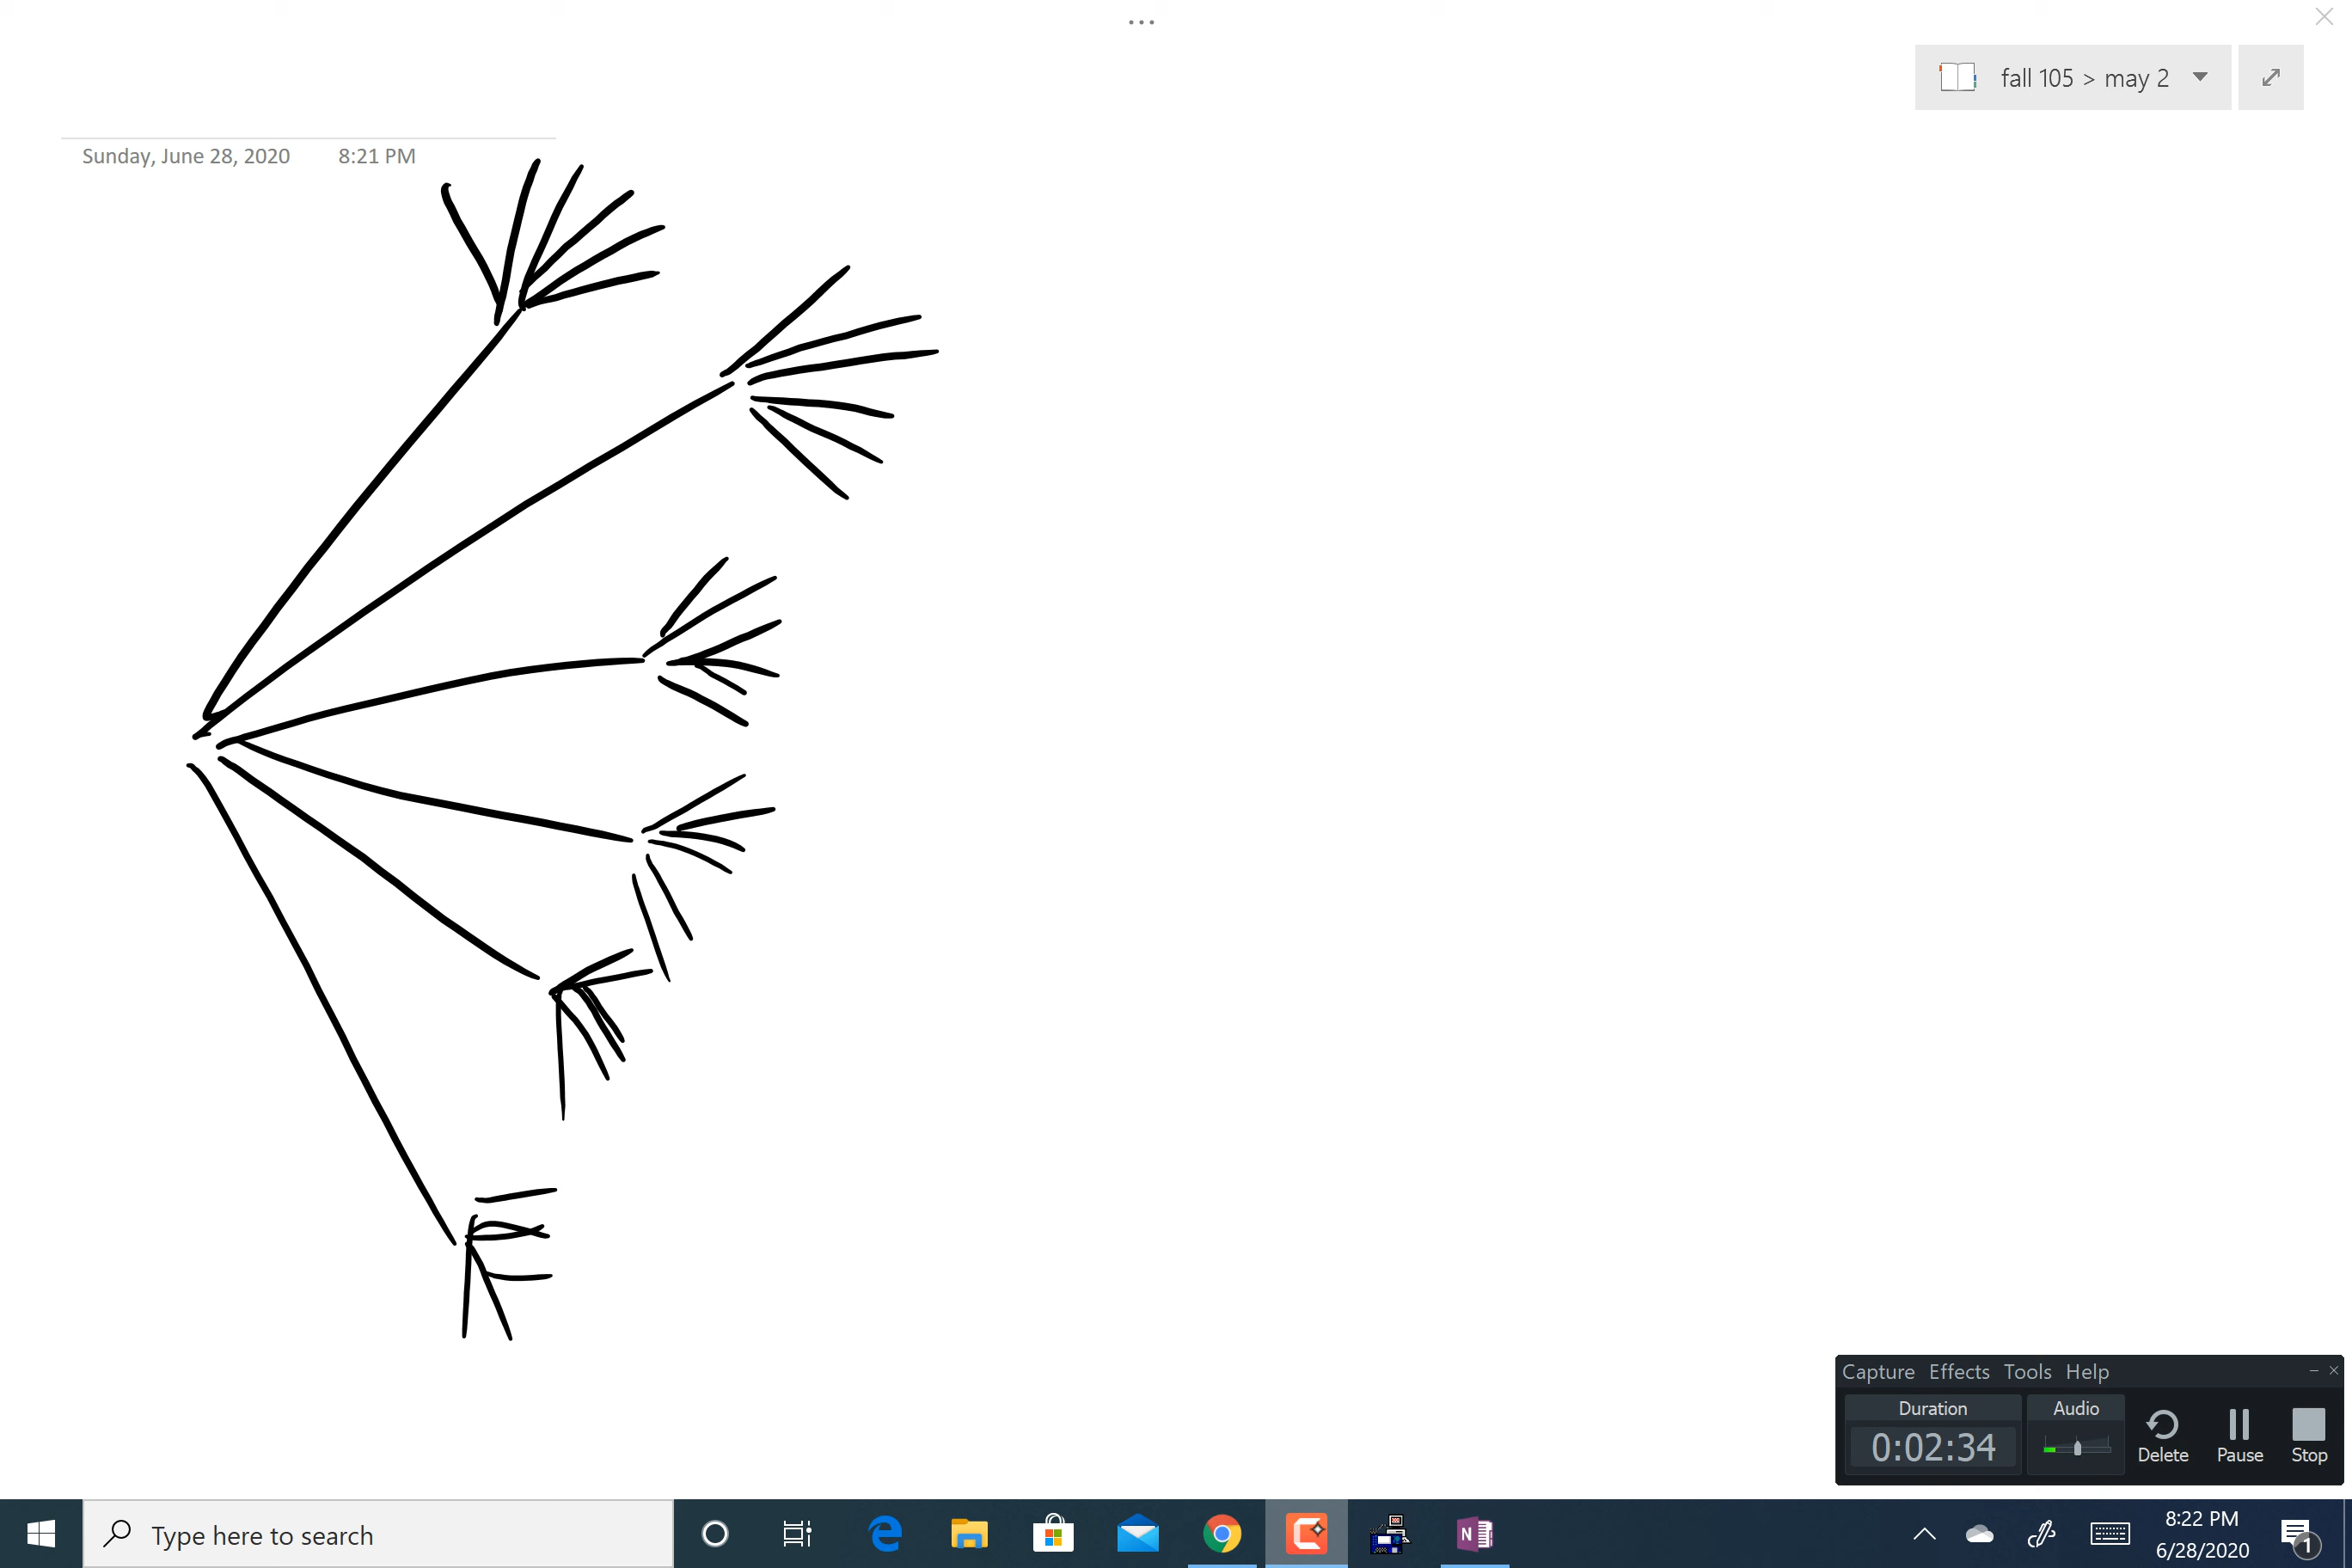 ...
fall 105 > may 2
Sunday, June 28, 2020 8:21 PM
Capture Effects Tools Help
Duration
Audio
0:02:34
Delete
Pause
Stop
Type here to search
N
8:22 PM
6/28/2020
1